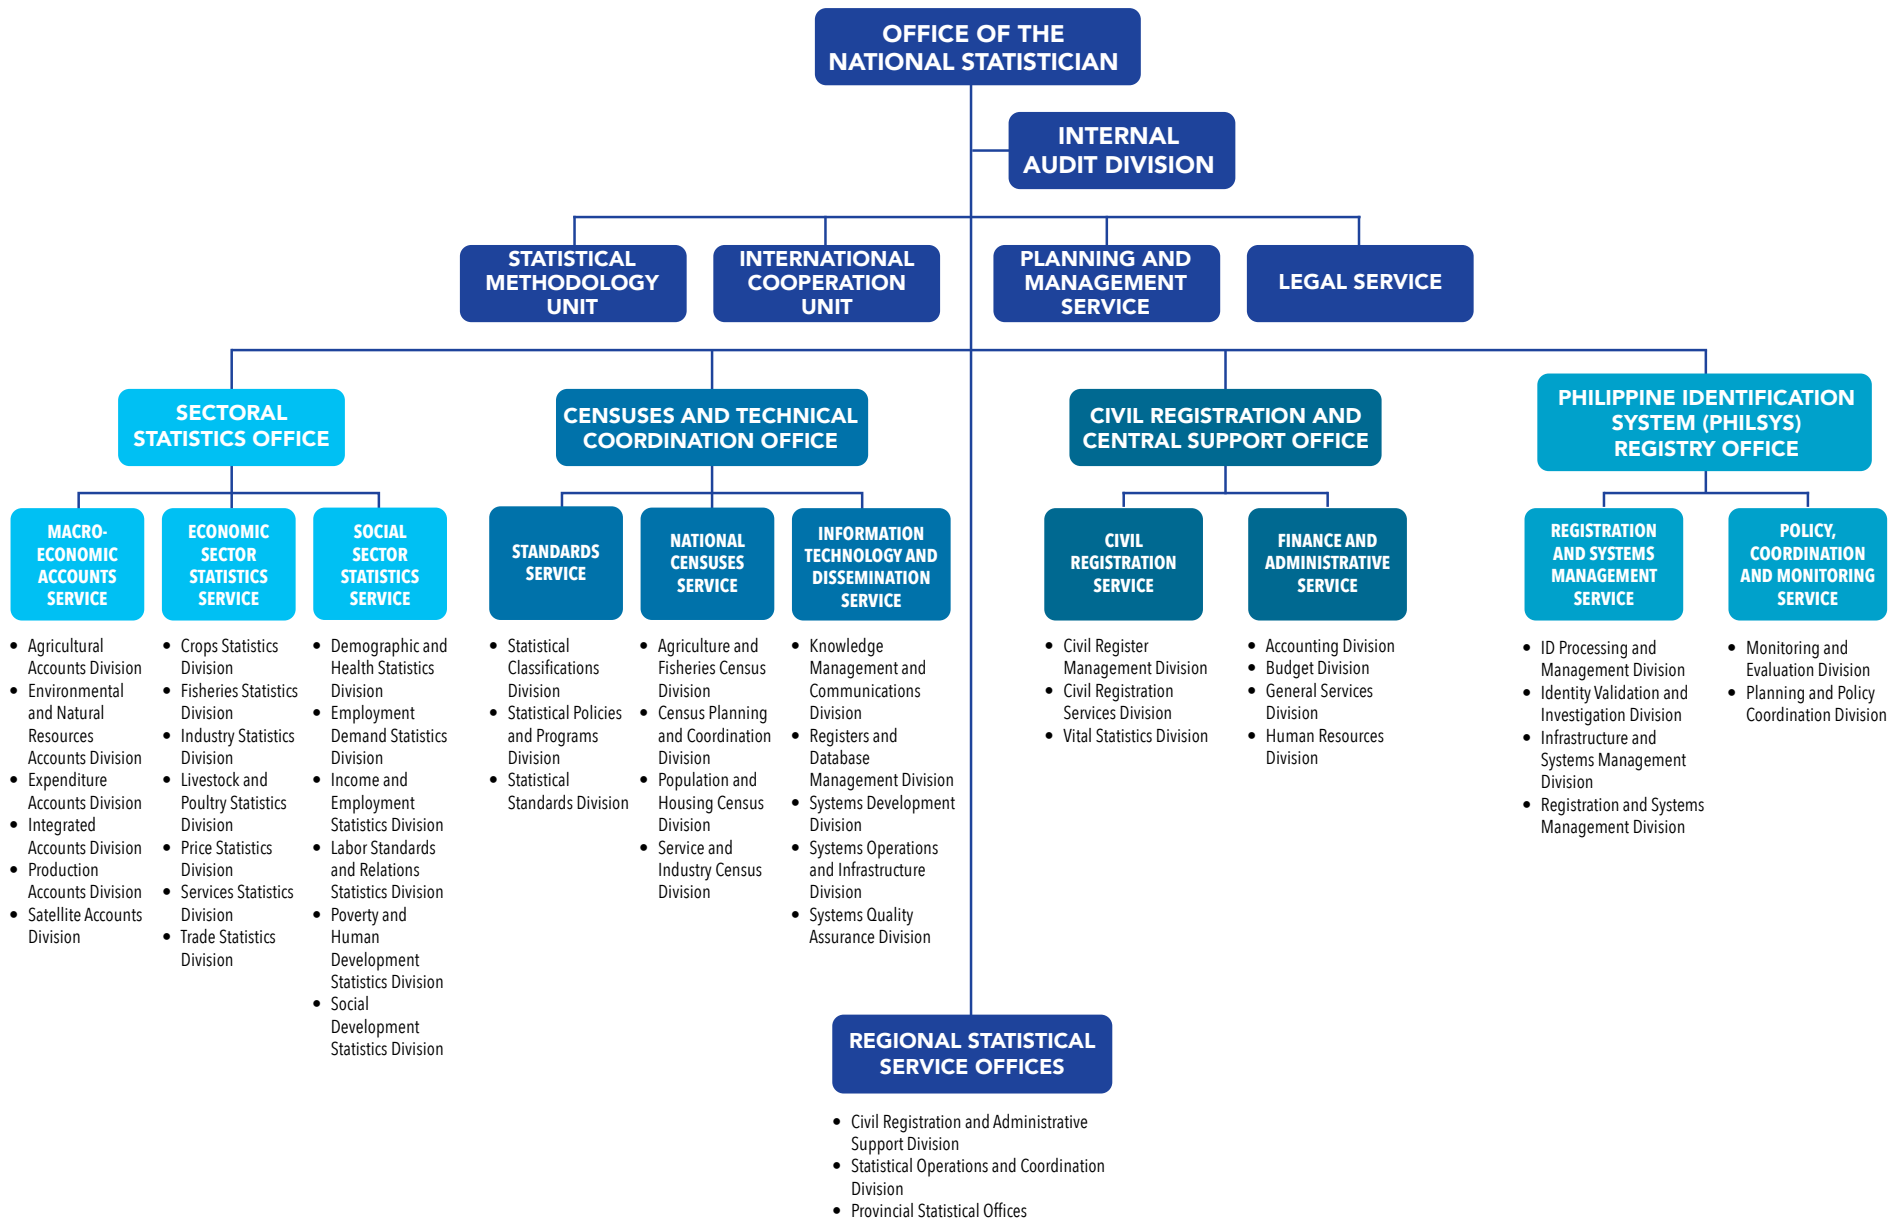 OFFICE OF THE
NATIONAL STATISTICIAN
INTERNAL
AUDIT DIVISION
STATISTICAL
METHODOLOGY
UNIT
INTERNATIONAL
COOPERATION
UNIT
PLANNING AND
MANAGEMENT
SERVICE
LEGAL SERVICE
SECTORAL
STATISTICS OFFICE
CENSUSES AND TECHNICAL
COORDINATION OFFICE
CIVIL REGISTRATION AND
CENTRAL SUPPORT OFFICE
PHILIPPINE IDENTIFICATION
SYSTEM (PHILSYS)
REGISTRY OFFICE
MACRO-
ECONOMIC
ACCOUNTS
SERVICE
• Agricultural
Accounts Division
• Environmental
and Natural
Resources
Accounts Division
• Expenditure
Accounts Division
• Integrated
Accounts Division
• Production
Accounts Division
• Satellite Accounts
Division
ECONOMIC
SECTOR
STATISTICS
SERVICE
• Crops Statistics
Division
• Fisheries Statistics
Division
• Industry Statistics
Division
• Livestock and
Poultry Statistics
Division
• Price Statistics
Division
• Services Statistics
Division
• Trade Statistics
Division
SOCIAL
SECTOR
STATISTICS
SERVICE
• Demographic and
Health Statistics
Division
• Employment
Demand Statistics
Division
• Income and
Employment
Statistics Division
• Labor Standards
and Relations
Statistics Division
• Poverty and
Human
Development
Statistics Division
• Social
Development
Statistics Division
STANDARDS
SERVICE
• Statistical
Classifications
Division
• Statistical Policies
and Programs
Division
• Statistical
Standards Division
NATIONAL
CENSUSES
SERVICE
• Agriculture and
Fisheries Census
Division
• Census Planning
and Coordination
Division
• Population and
Housing Census
Division
• Service and
Industry Census
Division
INFORMATION
TECHNOLOGY AND
DISSEMINATION
SERVICE
• Knowledge
Management and
Communications
Division
• Registers and
Database
Management Division
• Systems Development
Division
• Systems Operations
and Infrastructure
Division
• Systems Quality
Assurance Division
CIVIL
REGISTRATION
SERVICE
• Civil Register
Management Division
• Civil Registration
Services Division
• Vital Statistics Division
FINANCE AND
ADMINISTRATIVE
SERVICE
• Accounting Division
• Budget Division
• General Services
Division
• Human Resources
Division
REGISTRATION
AND SYSTEMS
MANAGEMENT
SERVICE
• ID Processing and
Management Division
• Identity Validation and
Investigation Division
• Infrastructure and
Systems Management
Division
• Registration and Systems
Management Division
POLICY,
COORDINATION
AND MONITORING
SERVICE
• Monitoring and
Evaluation Division
• Planning and Policy
Coordination Division
REGIONAL STATISTICAL
SERVICE OFFICES
• Civil Registration and Administrative
Support Division
• Statistical Operations and Coordination
Division
• Provincial Statistical Offices